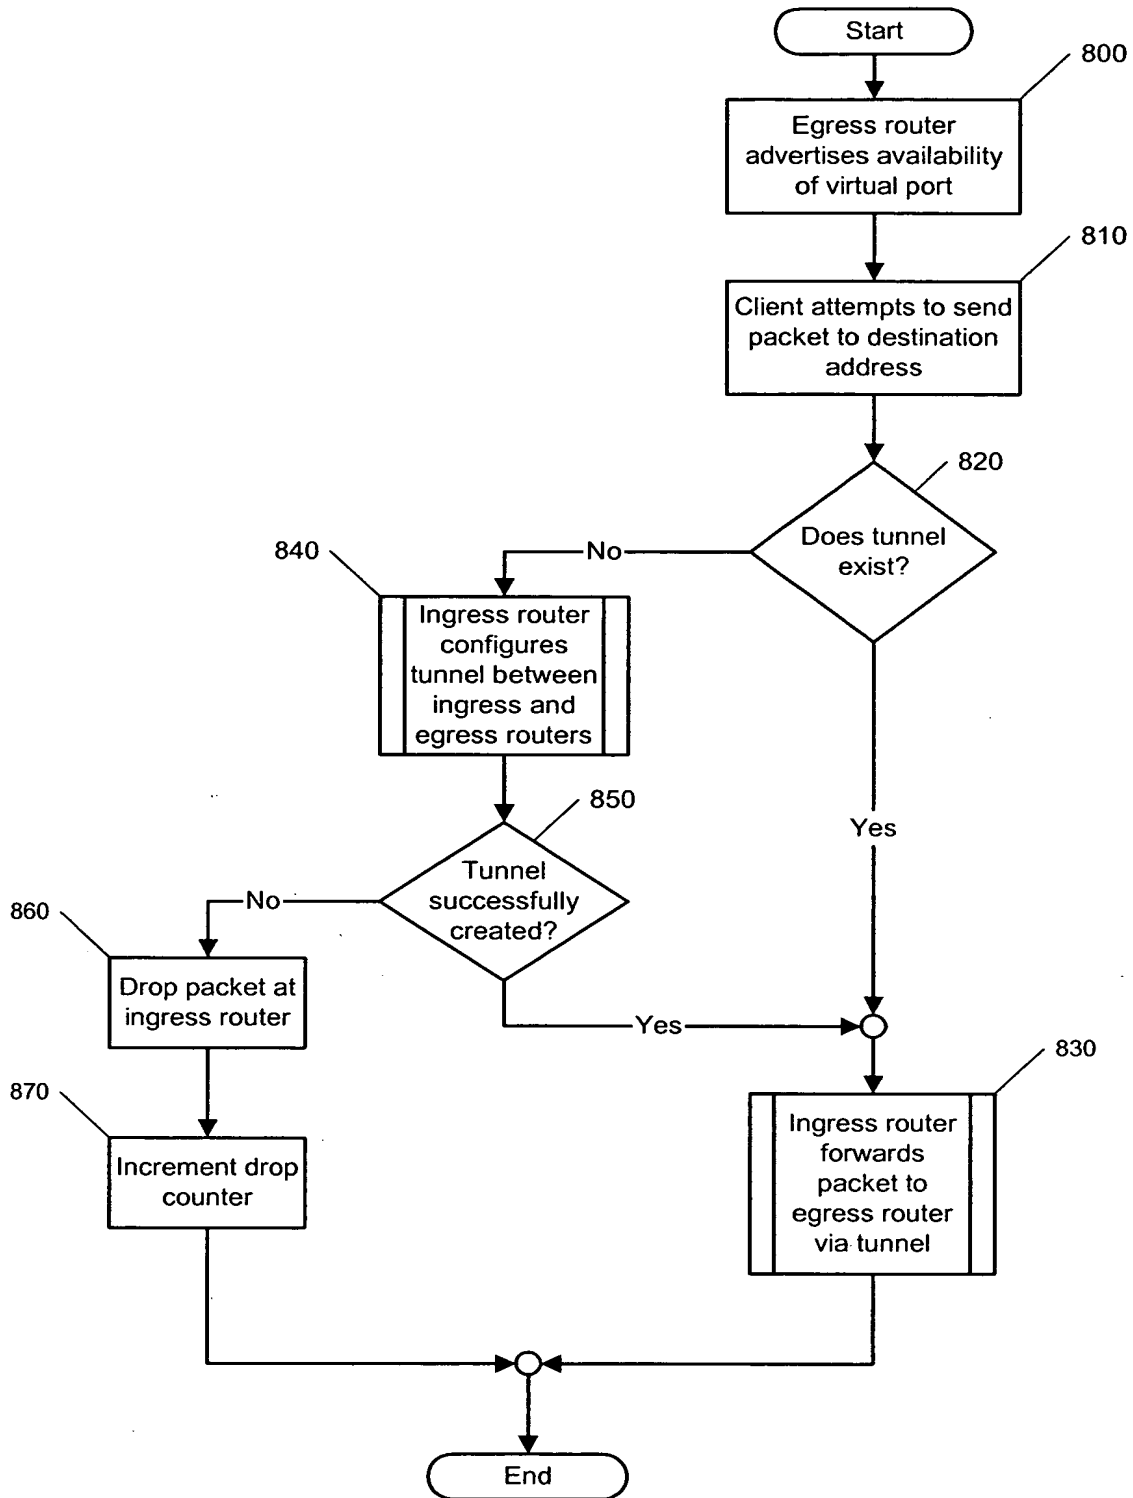 Start
800
Egress router
advertises availability
of virtual port
810
Client attempts to send
packet to destination
address
820
Does tunnel
exist?
No
840
Ingress router
configures
tunnel between
ingress and
egress routers
Yes
850
Tunnel
successfully
created?
No
860
Drop packet at
ingress router
Yes
830
Ingress router
forwards
packet to
egress router
via tunnel
870
Increment drop
counter
End